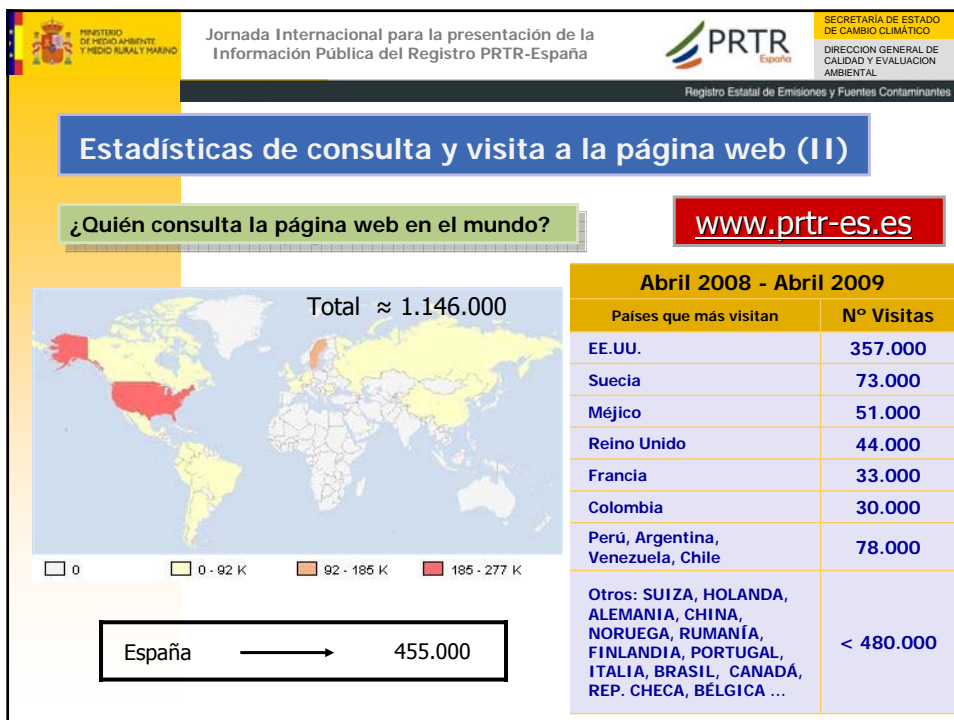 MINISTERIO
DE MEDIO AMBIENTE
Y MEDIO RURAL Y MARINO
Jornada Internacional para la presentación de la
Información Pública del Registro PRTR-España
PRTR
España
SECRETARÍA DE ESTADO
DE CAMBIO CLIMÁTICO
DIRECCION GENERAL DE
CALIDAD Y EVALUACION
AMBIENTAL
Registro Estatal de Emisiones y Fuentes Contaminantes
Estadísticas de consulta y visita a la página web (II)
¿Quién consulta la página web en el mundo?
www.prtr-es.es
Total ≈ 1.146.000
0
0 - 92 K
92 - 185 K
185 - 277 K
España 455.000
Abril 2008 - Abril 2009
Países que más visitan Nº Visitas
EE.UU. 357.000
Suecia 73.000
Méjico 51.000
Reino Unido 44.000
Francia 33.000
Colombia 30.000
Perú, Argentina,
Venezuela, Chile
78.000
Otros: SUIZA, HOLANDA,
ALEMANIA, CHINA,
NORUEGA, RUMANÍA,
FINLANDIA, PORTUGAL,
ITALIA, BRASIL, CANADÁ,
REP. CHECA, BÉLGICA ...
< 480.000